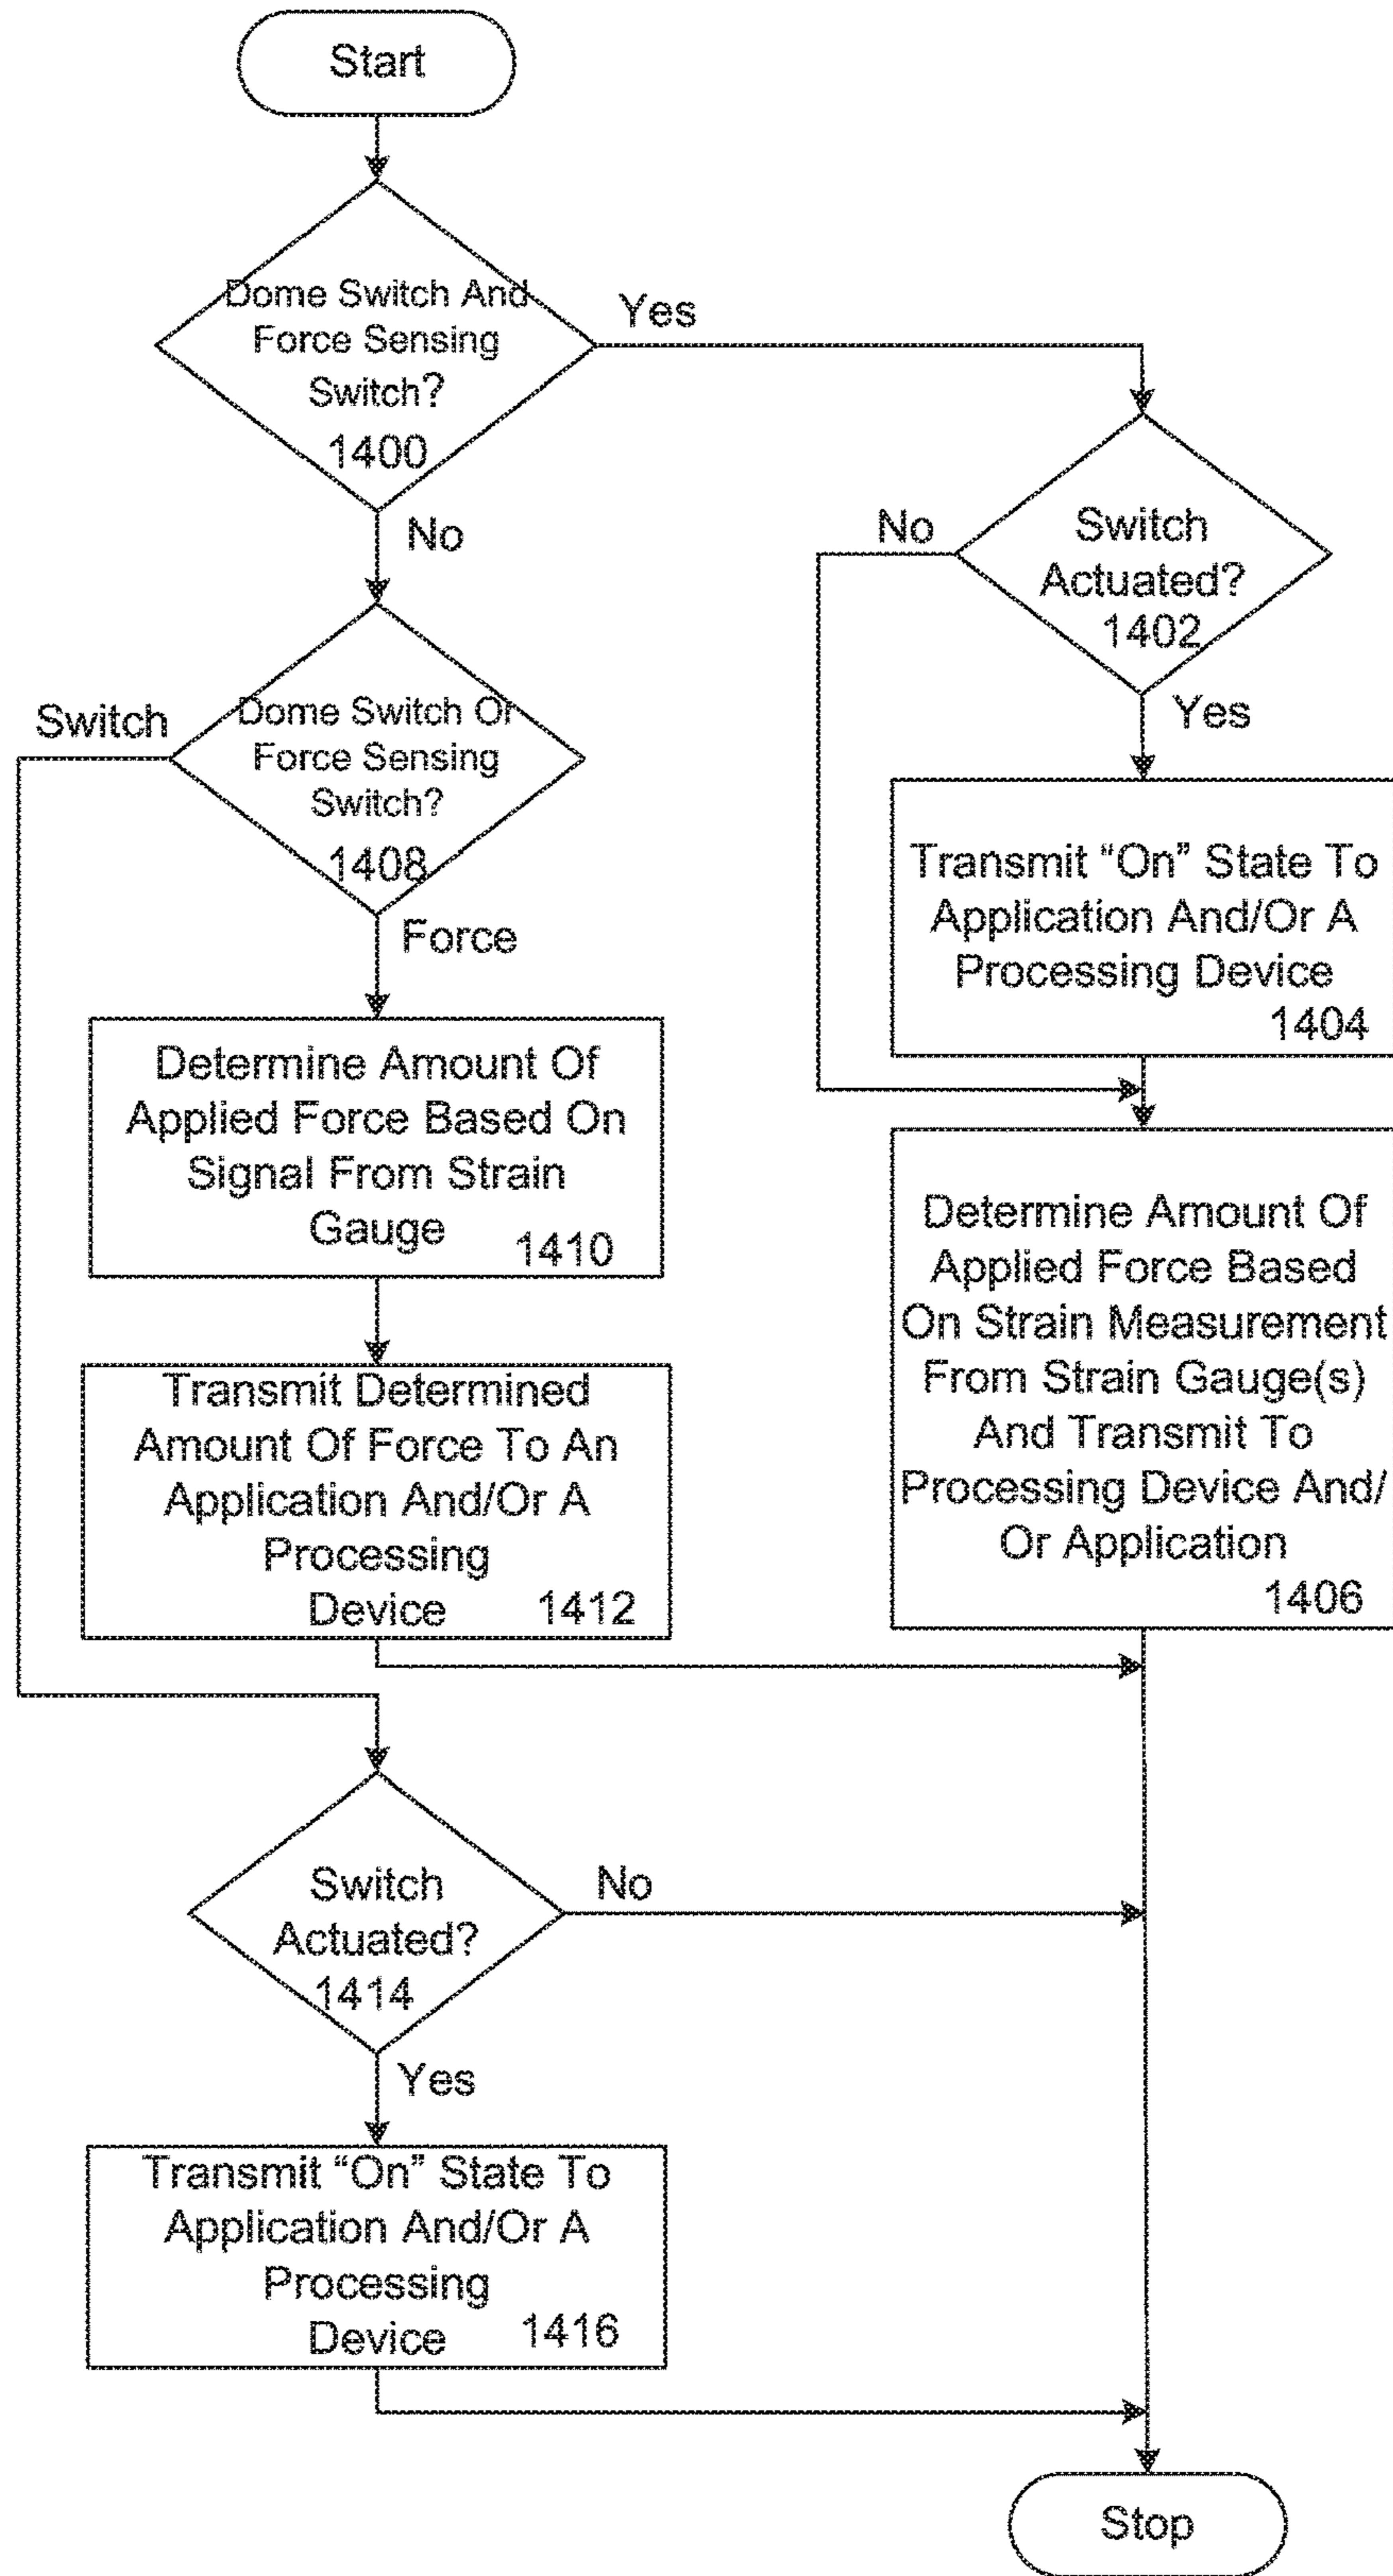 Start
Dome Switch And
Force Sensing
Switch?
1400
Yes
No
Switch
Actuated?
1402
No
Yes
Transmit “On” State To
Application And/Or A
Processing Device
1404
Determine Amount Of
Applied Force Based
On Strain Measurement
From Strain Gauge(s)
And Transmit To
Processing Device And/
Or Application
1406
Dome Switch Or
Force Sensing
Switch?
1408
Switch
Force
Determine Amount Of
Applied Force Based On
Signal From Strain
Gauge 1410
Transmit Determined
Amount Of Force To An
Application And/Or A
Processing
Device 1412
Switch
Actuated?
1414
No
Yes
Transmit “On” State To
Application And/Or A
Processing
Device 1416
Stop